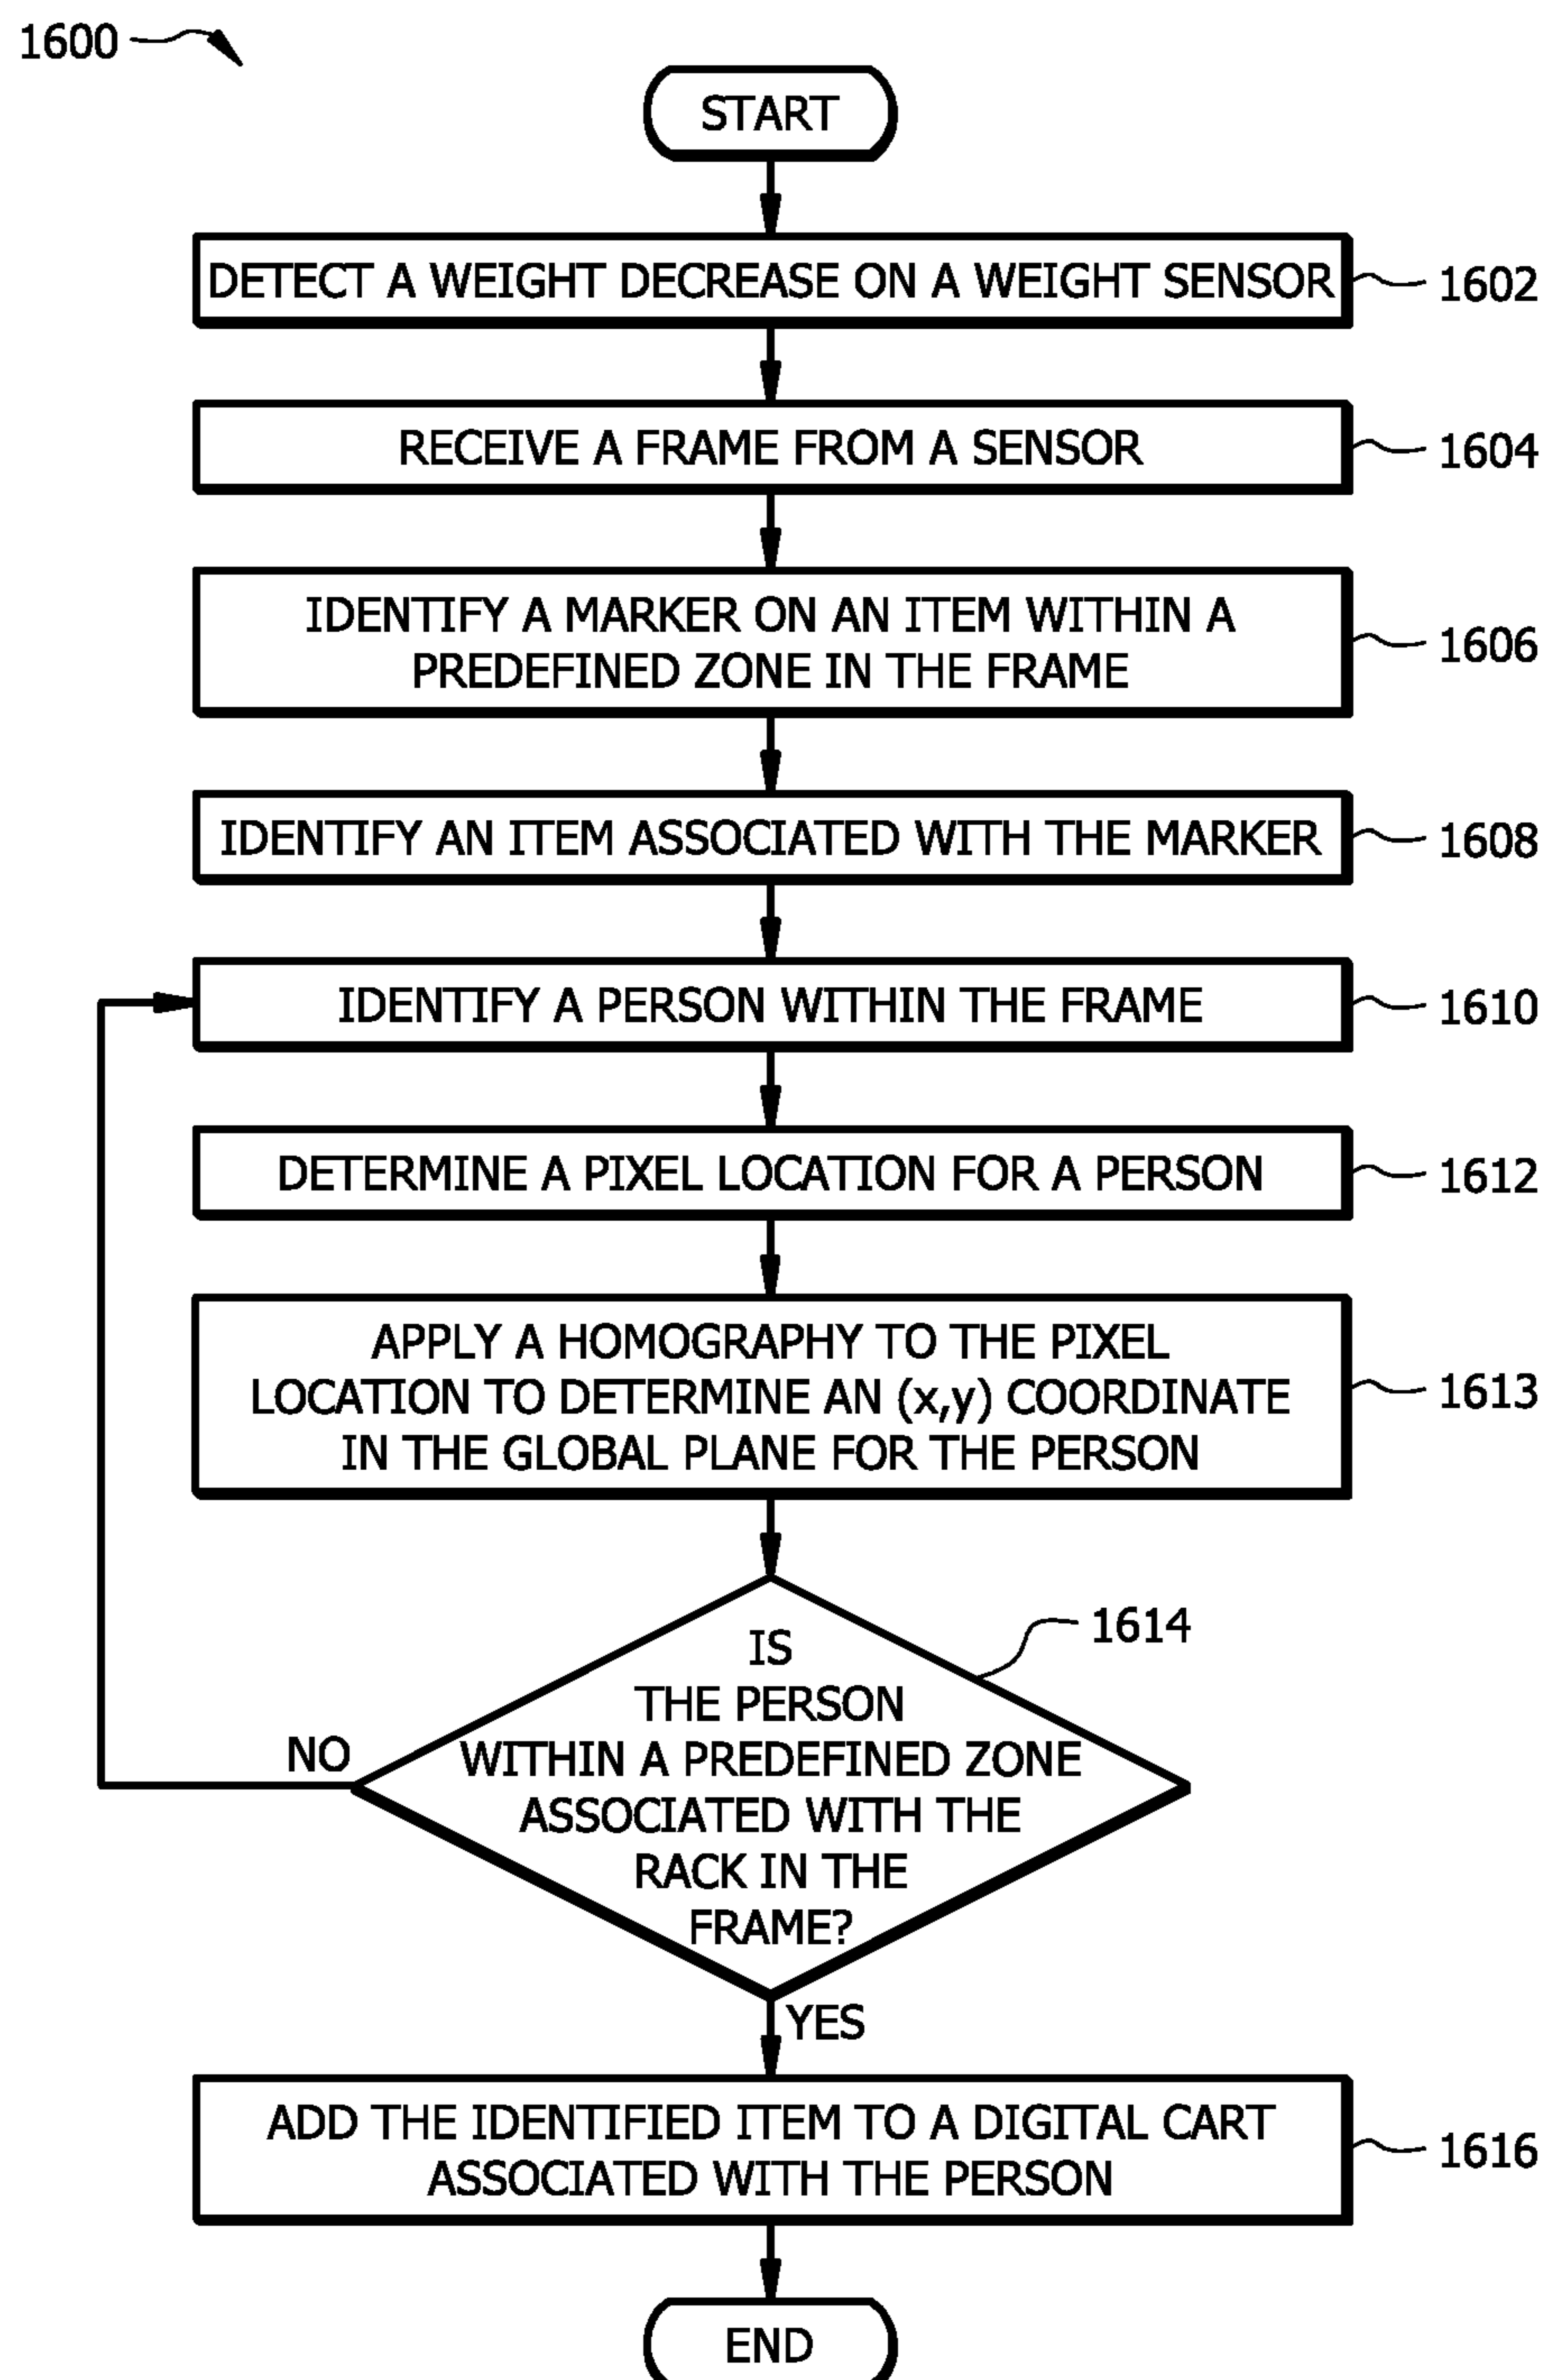 1600
START
DETECT A WEIGHT DECREASE ON A WEIGHT SENSOR
1602
RECEIVE A FRAME FROM A SENSOR
1604
IDENTIFY A MARKER ON AN ITEM WITHIN A
PREDEFINED ZONE IN THE FRAME
1606
IDENTIFY AN ITEM ASSOCIATED WITH THE MARKER
1608
IDENTIFY A PERSON WITHIN THE FRAME
1610
DETERMINE A PIXEL LOCATION FOR A PERSON
1612
APPLY A HOMOGRAPHY TO THE PIXEL
LOCATION TO DETERMINE AN (x,y) COORDINATE
IN THE GLOBAL PLANE FOR THE PERSON
1613
1614
IS
THE PERSON
WITHIN A PREDEFINED ZONE
ASSOCIATED WITH THE
RACK IN THE
FRAME?
NO
YES
ADD THE IDENTIFIED ITEM TO A DIGITAL CART
ASSOCIATED WITH THE PERSON
1616
END